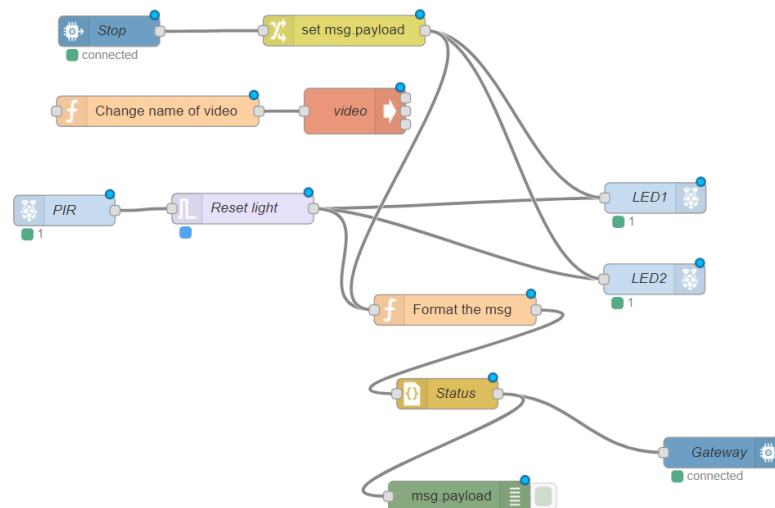 Stop
set msg.payload
connected
Change name of video
video
PIR
1
Reset light
LED1
1
LED2
1
Format the msg
Status
Gateway
connected
msg.payload